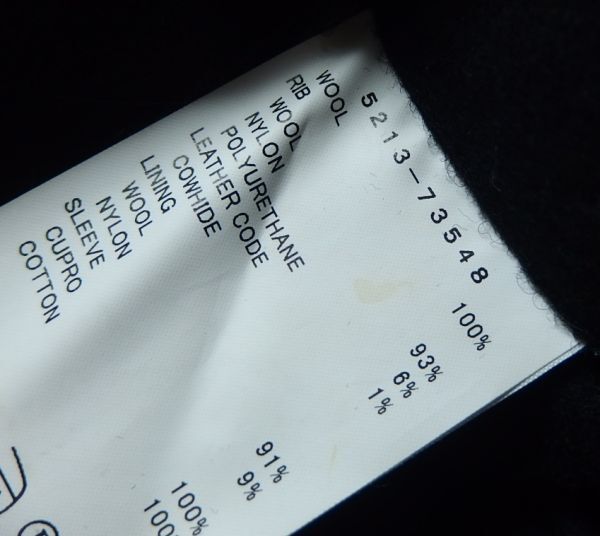 5213-73548
WOOL 100%
RIB
WOOL 93%
NYLON 6%
POLYURETHANE 1%
LEATHER CODE
COWHIDE
LINING
WOOL 91%
NYLON 9%
SLEEVE
CUPRO 100%
COTTON 100%